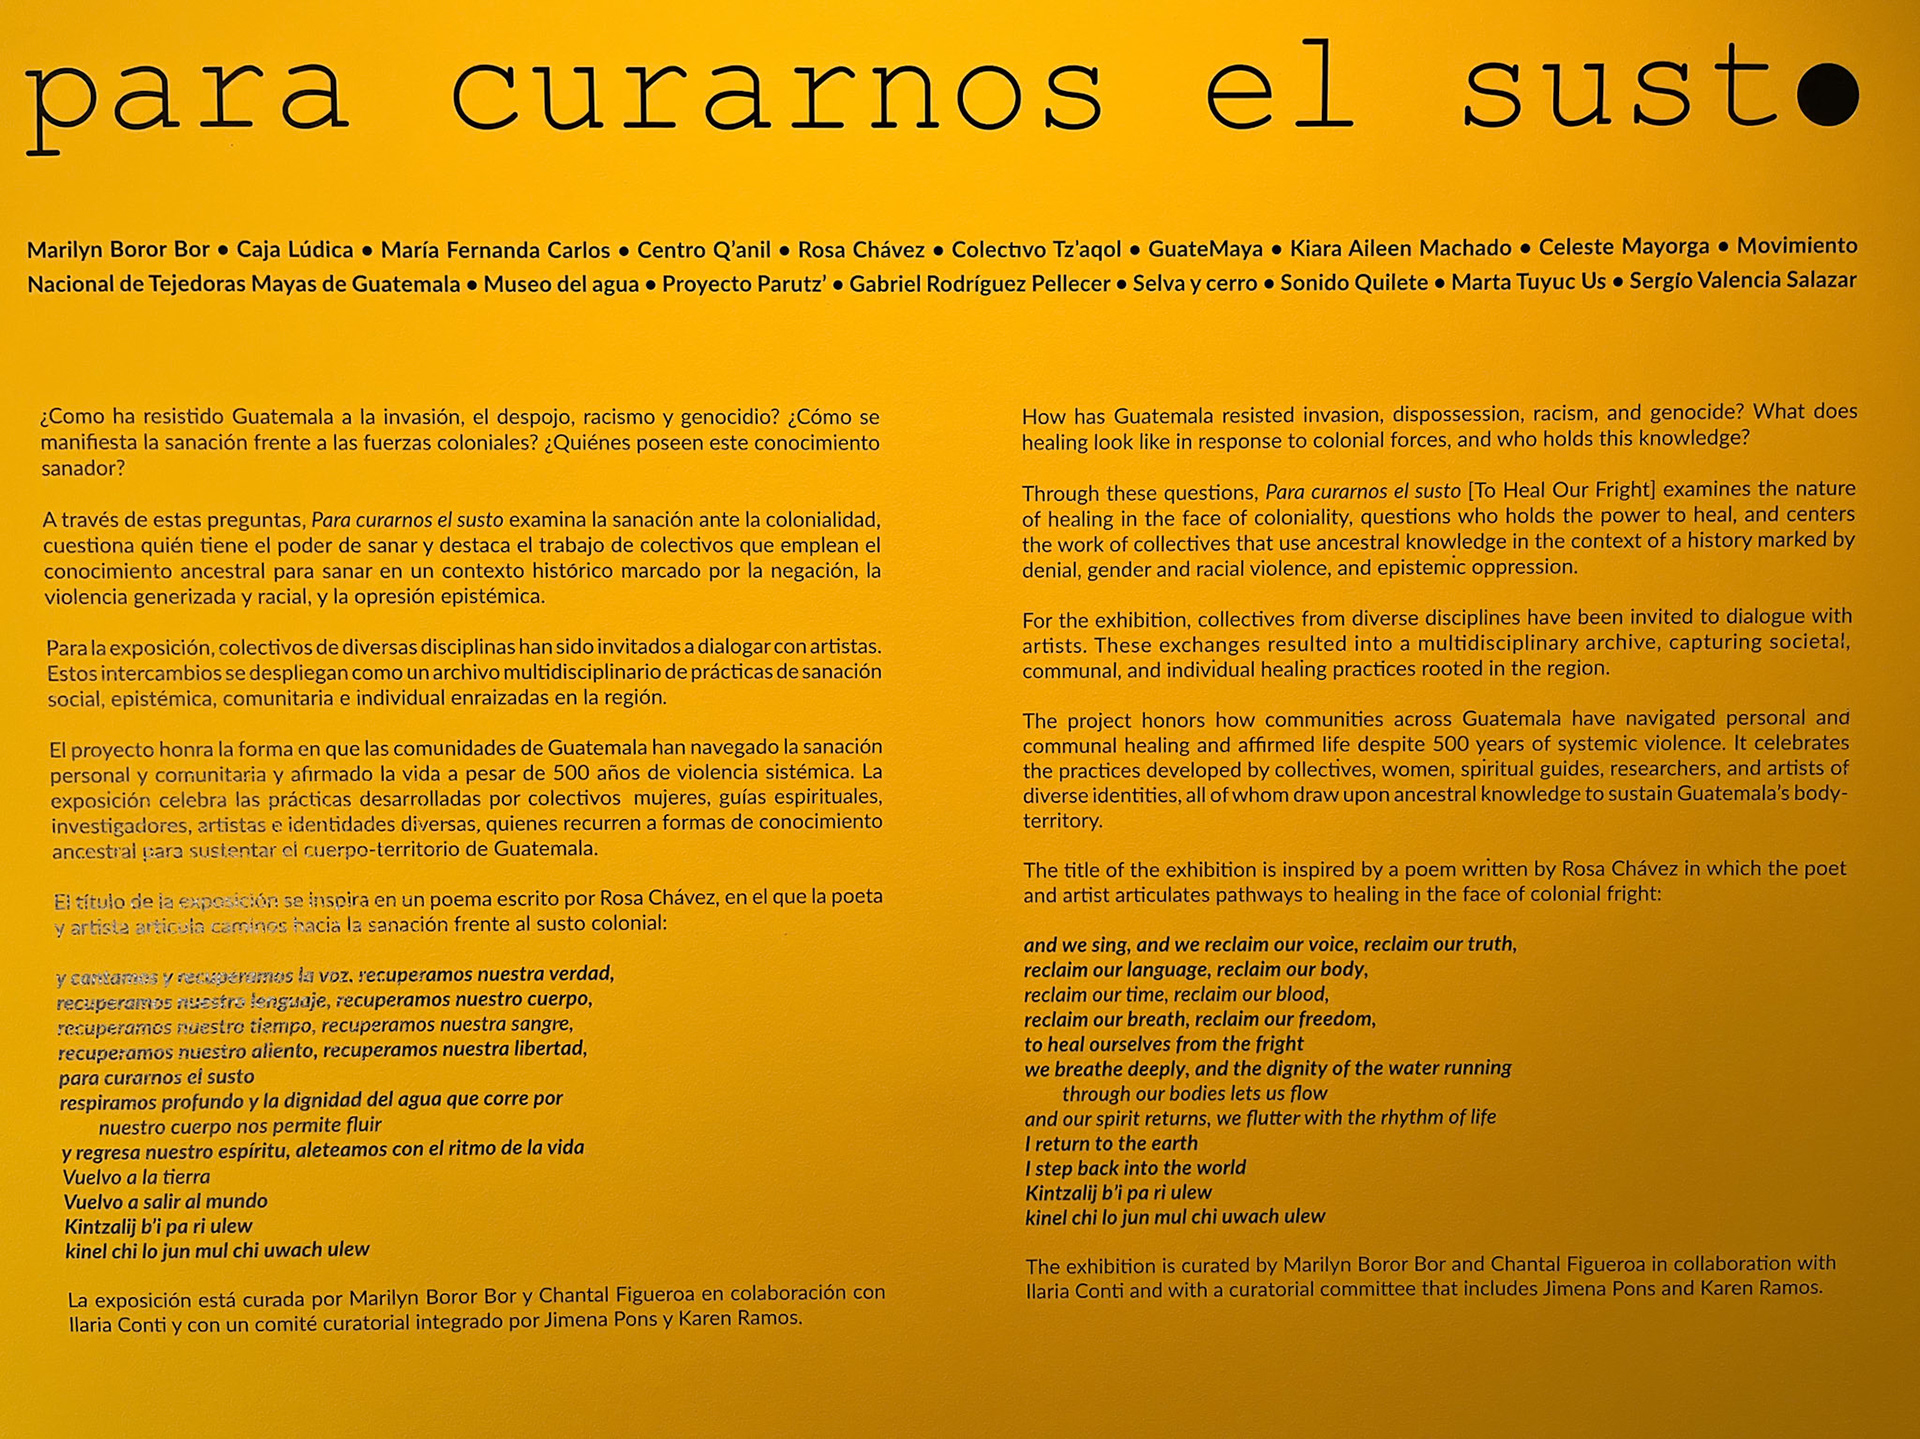 para curarnos el susto
Marilyn Boror Bor • Caja Lúdica • María Fernanda Carlos • Centro Q'anil • Rosa Chávez • Colectivo Tz'aqol • GuateMaya • Kiara Aileen Machado • Celeste Mayorga • Movimiento
Nacional de Tejedoras Mayas de Guatemala • Museo del agua • Proyecto Parutz' • Gabriel Rodríguez Pellecer • Selva y cerro • Sonido Quilete • Marta Tuyuc Us • Sergio Valencia Salazar
¿Como ha resistido Guatemala a la invasión, el despojo, racismo y genocidio? ¿Cómo se
manifiesta la sanación frente a las fuerzas coloniales? ¿Quiénes poseen este conocimiento
sanador?
A través de estas preguntas, Para curarnos el susto examina la sanación ante la colonialidad,
cuestiona quién tiene el poder de sanar y destaca el trabajo de colectivos que emplean el
conocimiento ancestral para sanar en un contexto histórico marcado por la negación, la
violencia generizada y racial, y la opresión epistémica.
Para la exposición, colectivos de diversas disciplinas han sido invitados a dialogar con artistas.
Estos intercambios se despliegan como un archivo multidisciplinario de prácticas de sanación
social, epistémica, comunitaria e individual enraizadas en la región.
El proyecto honra la forma en que las comunidades de Guatemala han navegado la sanación
personal y comunitaria y afirmado la vida a pesar de 500 años de violencia sistémica. La
exposición celebra las prácticas desarrolladas por colectivos mujeres, guías espirituales,
investigadores, artistas e identidades diversas, quienes recurren a formas de conocimiento
ancestral para sustentar el cuerpo-territorio de Guatemala.
El título de la exposición se inspira en un poema escrito por Rosa Chávez, en el que la poeta
y artista articula caminos hacia la sanación frente al susto colonial:
y cantamos y recuperamos la voz, recuperamos nuestra verdad,
recuperamos nuestro lenguaje, recuperamos nuestro cuerpo,
recuperamos nuestro tiempo, recuperamos nuestra sangre,
recuperamos nuestro aliento, recuperamos nuestra libertad,
para curarnos el susto
respiramos profundo y la dignidad del agua que corre por
nuestro cuerpo nos permite fluir
y regresa nuestro espíritu, aleteamos con el ritmo de la vida
Vuelvo a la tierra
Vuelvo a salir al mundo
Kintzalij b'i pa ri ulew
kinel chi lo jun mul chi uwach ulew
La exposición está curada por Marilyn Boror Bor y Chantal Figueroa en colaboración con
Ilaria Conti y con un comité curatorial integrado por Jimena Pons y Karen Ramos.
How has Guatemala resisted invasion, dispossession, racism, and genocide? What does
healing look like in response to colonial forces, and who holds this knowledge?
Through these questions, Para curarnos el susto [To Heal Our Fright] examines the nature
of healing in the face of coloniality, questions who holds the power to heal, and centers
the work of collectives that use ancestral knowledge in the context of a history marked by
denial, gender and racial violence, and epistemic oppression.
For the exhibition, collectives from diverse disciplines have been invited to dialogue with
artists. These exchanges resulted into a multidisciplinary archive, capturing societal,
communal, and individual healing practices rooted in the region.
The project honors how communities across Guatemala have navigated personal and
communal healing and affirmed life despite 500 years of systemic violence. It celebrates
the practices developed by collectives, women, spiritual guides, researchers, and artists of
diverse identities, all of whom draw upon ancestral knowledge to sustain Guatemala's body-
territory.
The title of the exhibition is inspired by a poem written by Rosa Chávez in which the poet
and artist articulates pathways to healing in the face of colonial fright:
and we sing, and we reclaim our voice, reclaim our truth,
reclaim our language, reclaim our body,
reclaim our time, reclaim our blood,
reclaim our breath, reclaim our freedom,
to heal ourselves from the fright
we breathe deeply, and the dignity of the water running
through our bodies lets us flow
and our spirit returns, we flutter with the rhythm of life
I return to the earth
I step back into the world
Kintzalij b'i pa ri ulew
kinel chi lo jun mul chi uwach ulew
The exhibition is curated by Marilyn Boror Bor and Chantal Figueroa in collaboration with
Ilaria Conti and with a curatorial committee that includes Jimena Pons and Karen Ramos.